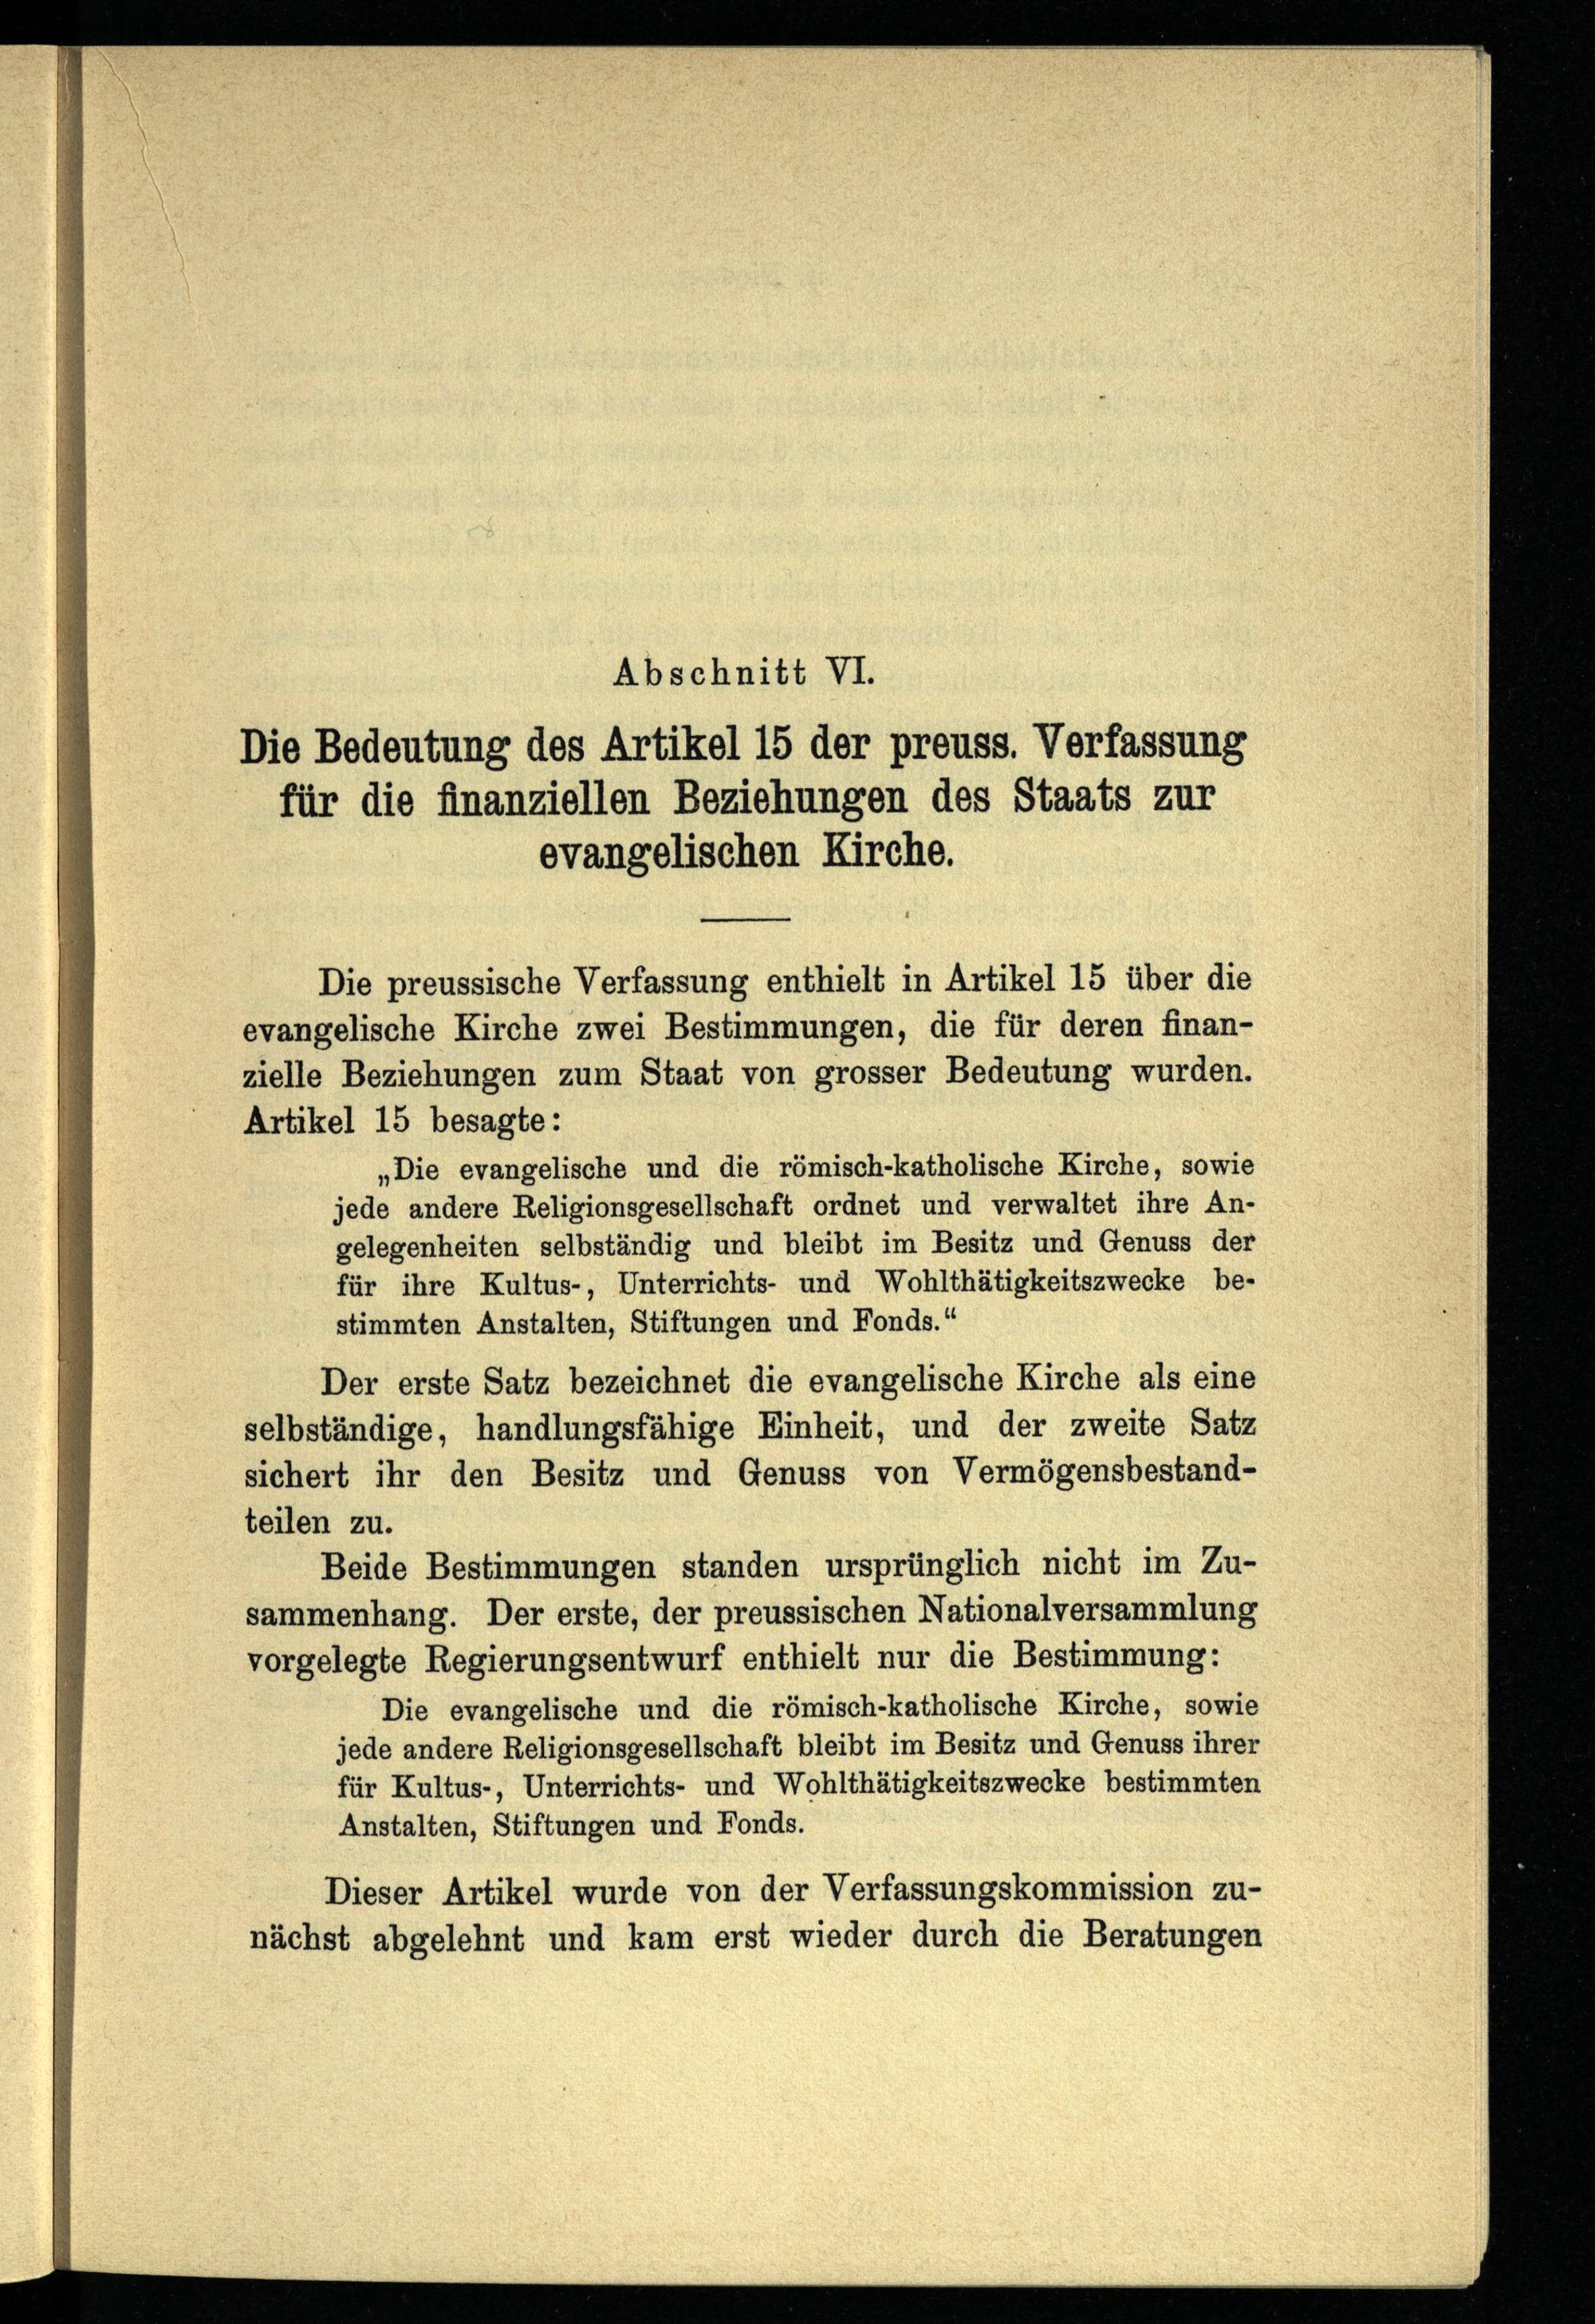 Abschnitt VI.
Die Bedeutung des Artikel 15 der preuss. Verfassung
für die finanziellen Beziehungen des Staats zur
evangelischen Kirche.
Die preussische Verfassung enthielt in Artikel 15 über die
evangelische Kirche zwei Bestimmungen, die für deren finan-
zielle Beziehungen zum Staat von grosser Bedeutung wurden.
Artikel 15 besagte:
„Die evangelische und die römisch-katholische Kirche, sowie
jede andere Religionsgesellschaft ordnet und verwaltet ihre An-
gelegenheiten selbständig und bleibt im Besitz und Genuss der
für ihre Kultus-, Unterrichts- und Wohlthätigkeitszwecke be-
stimmten Anstalten, Stiftungen und Fonds.“
Der erste Satz bezeichnet die evangelische Kirche als eine
selbständige, handlungsfähige Einheit, und der zweite Satz
sichert ihr den Besitz und Genuss von Vermögensbestand-
teilen zu.
Beide Bestimmungen standen ursprünglich nicht im Zu-
sammenhang. Der erste, der preussischen Nationalversammlung
vorgelegte Regierungsentwurf enthielt nur die Bestimmung:
Die evangelische und die römisch-katholische Kirche, sowie
jede andere Religionsgesellschaft bleibt im Besitz und Genuss ihrer
für Kultus-, Unterrichts- und Wohlthätigkeitszwecke bestimmten
Anstalten, Stiftungen und Fonds.
Dieser Artikel wurde von der Verfassungskommission zu-
nächst abgelehnt und kam erst wieder durch die Beratungen